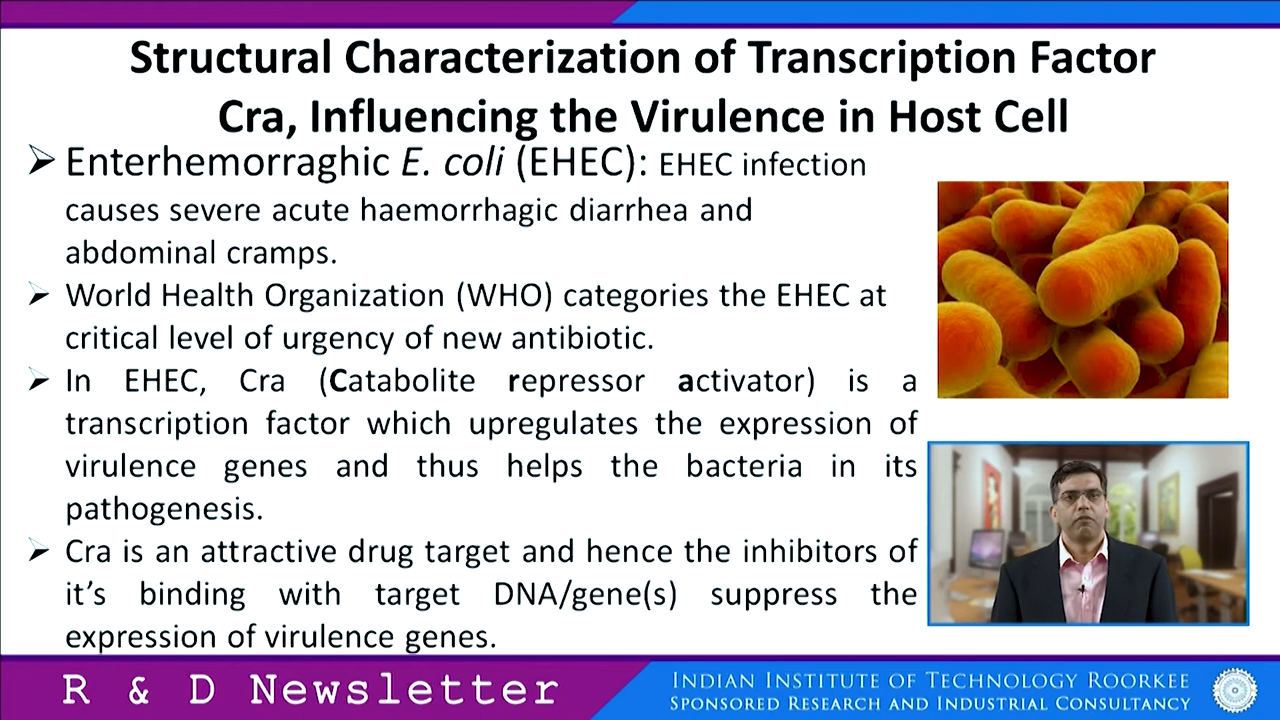 Structural Characterization of Transcription Factor
Cra, Influencing the Virulence in Host Cell
➢ Enterhemorraghic E. coli (EHEC): EHEC infection
causes severe acute haemorrhagic diarrhea and
abdominal cramps.
➢ World Health Organization (WHO) categories the EHEC at
critical level of urgency of new antibiotic.
➢ In EHEC, Cra (Catabolite repressor activator) is a
transcription factor which upregulates the expression of
virulence genes and thus helps the bacteria in its
pathogenesis.
➢ Cra is an attractive drug target and hence the inhibitors of
it’s binding with target DNA/gene(s) suppress the
expression of virulence genes.
R & D Newsletter
INDIAN INSTITUTE OF TECHNOLOGY ROORKEE
SPONSORED RESEARCH AND INDUSTRIAL CONSULTANCY